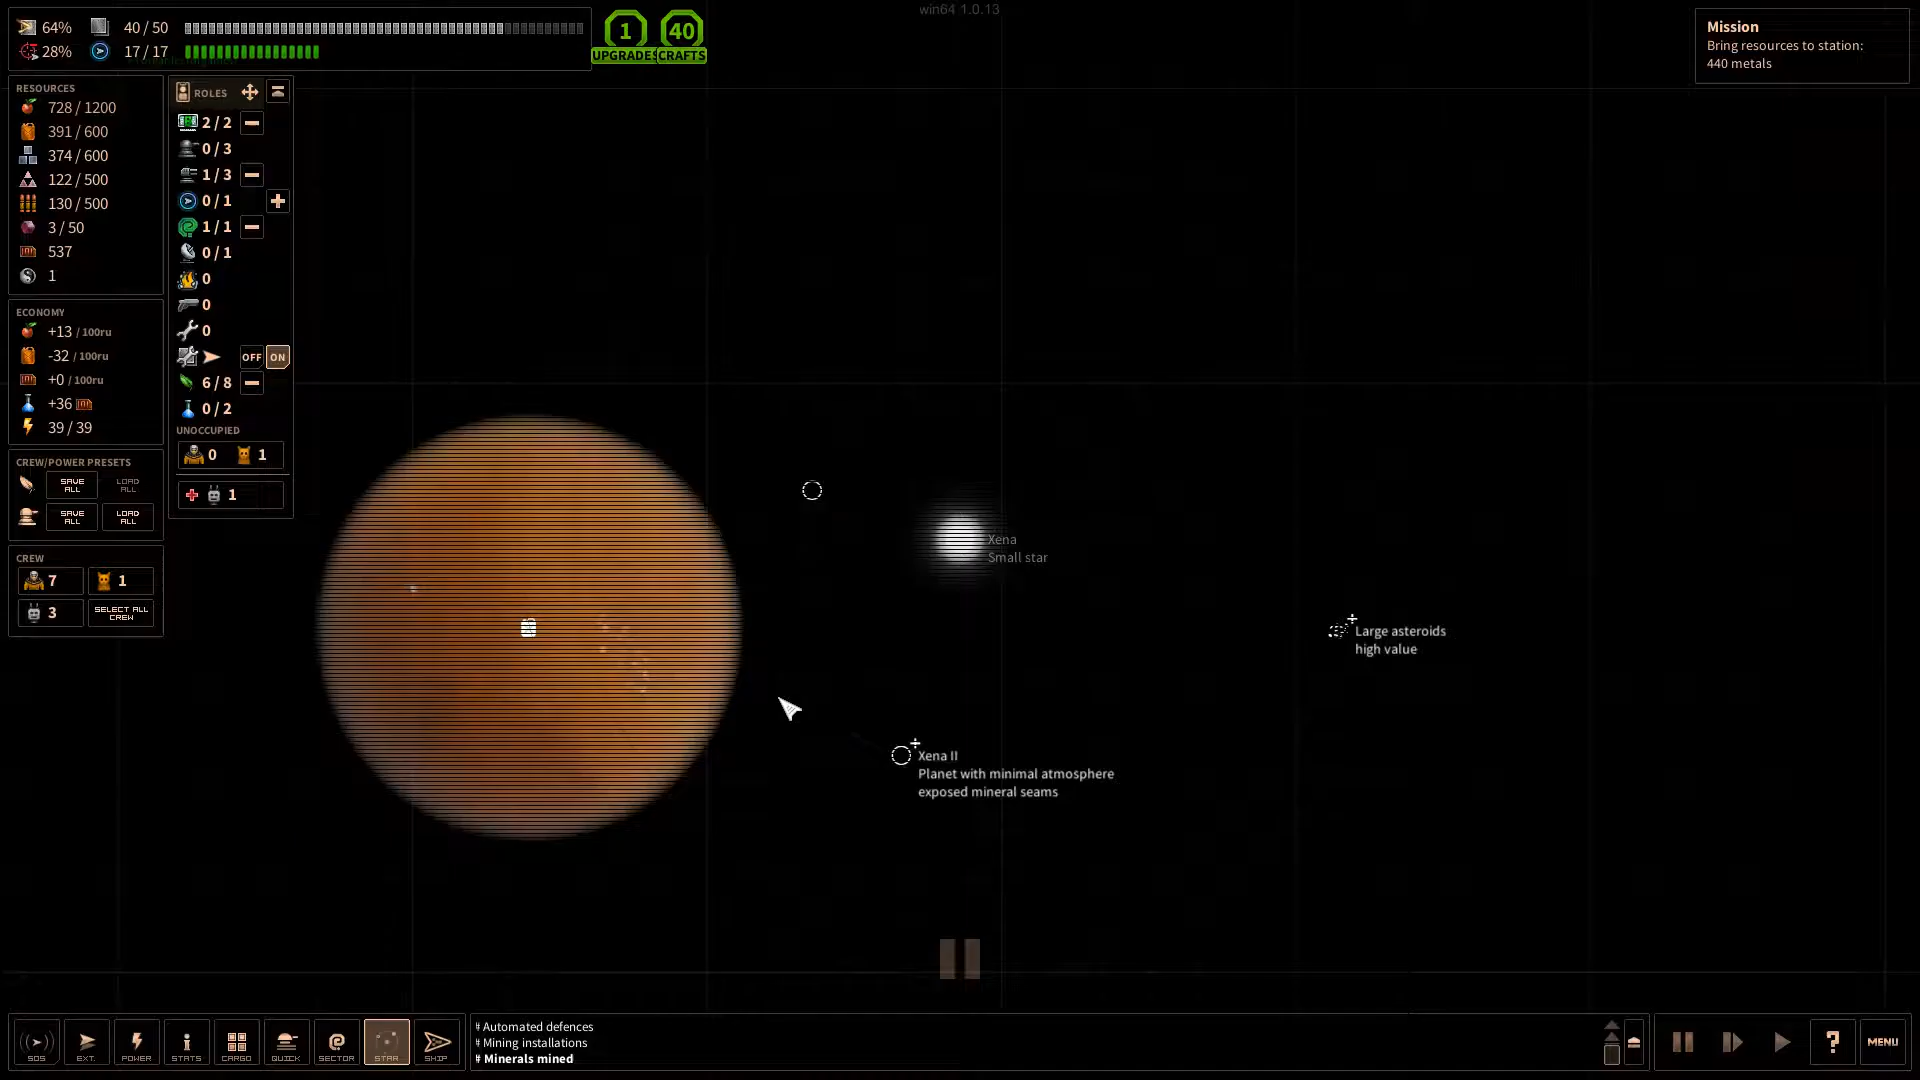 win64 1.0.13
64% 40 / 50
28% 17 / 17
1
UPGRADES
40
CRAFTS
Mission
Bring resources to station:
440 metals
RESOURCES
728 / 1200
391 / 600
374 / 600
122 / 500
130 / 500
3 / 50
537
1
ECONOMY
+13 / 100ru
-32 / 100ru
+0 / 100ru
+36
39 / 39
CREW/POWER PRESETS
SAVE ALL LOAD ALL
SAVE ALL LOAD ALL
CREW
7 1
3 SELECT ALL CREW
ROLES
2 / 2
0 / 3
1 / 3
0 / 1
1 / 1
0 / 1
0
0
0
OFF ON
6 / 8
0 / 2
UNOCCUPIED
0 1
1
Xena
Small star
Large asteroids
high value
Xena II
Planet with minimal atmosphere
exposed mineral seams
SOS EXT. POWER STATS CARGO QUICK SECTOR STAR SHIP
Automated defences
Mining installations
Minerals mined
? MENU